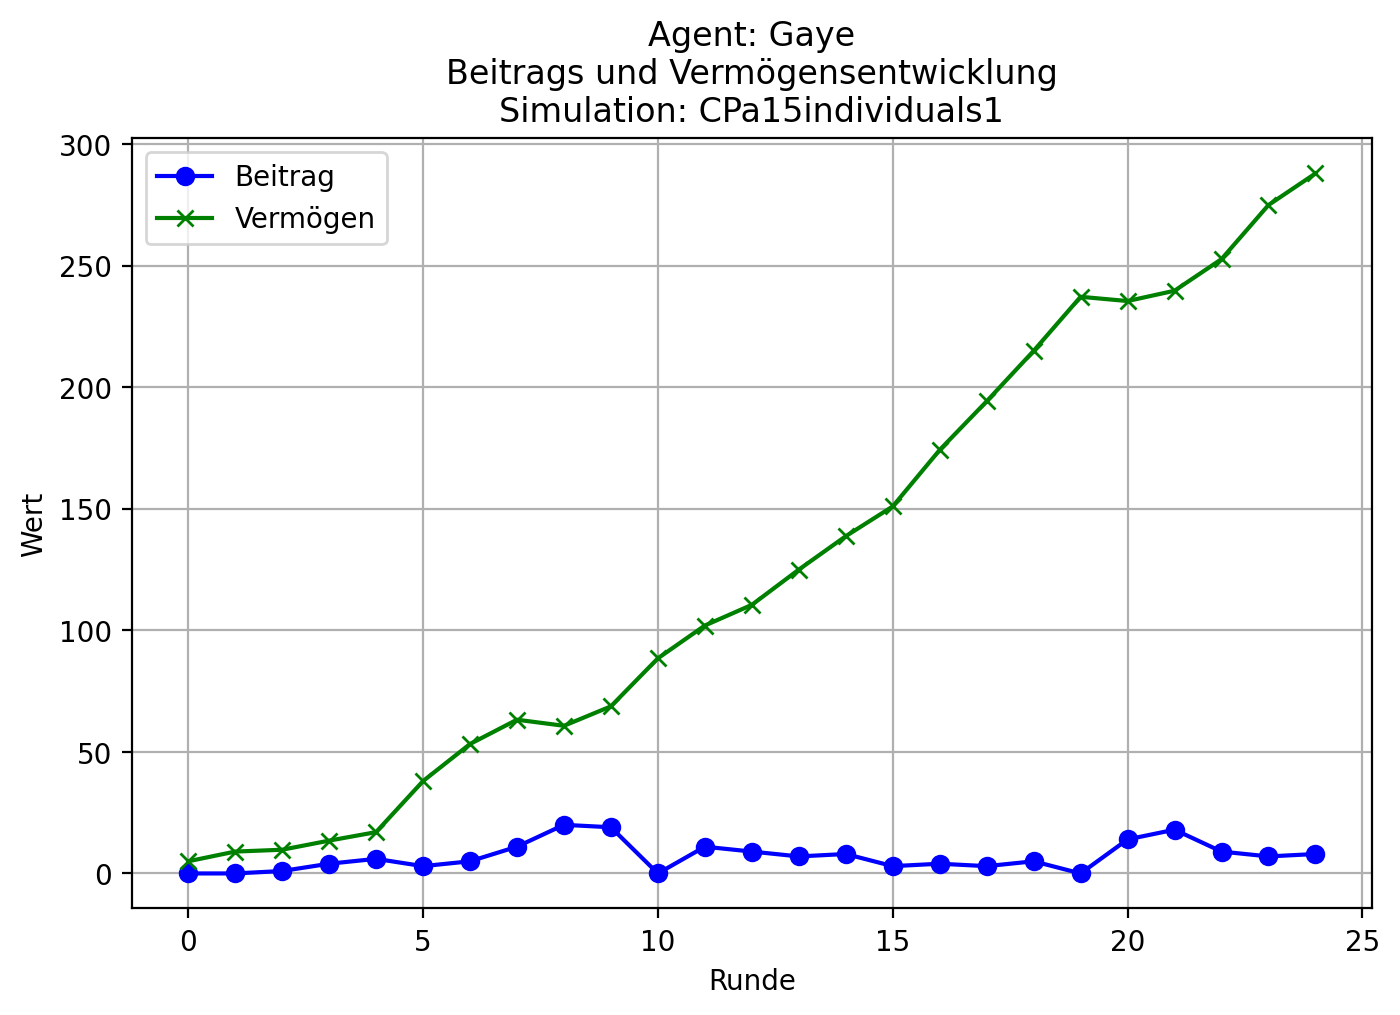 Agent: Gaye
Beitrags und Vermögensentwicklung
Simulation: CPa15individuals1
Beitrag
Vermögen
300
250
200
150
100
50
0
Wert
0 5 10 15 20 25
Runde